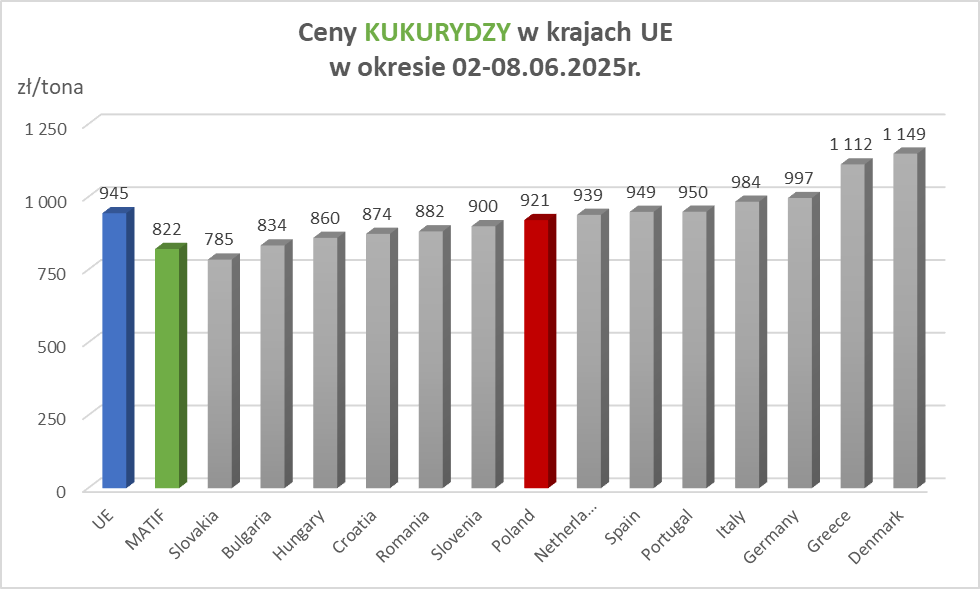 Ceny KUKURYDZY w krajach UE
w okresie 02-08.06.2025r.
zł/tona
1 250
1 000
750
500
250
0
945
822
785
834
860
874
882
900
921
939
949
950
984
997
1 112
1 149
UE
MATIF
Slovakia
Bulgaria
Hungary
Croatia
Romania
Slovenia
Poland
Netherla...
Spain
Portugal
Italy
Germany
Greece
Denmark